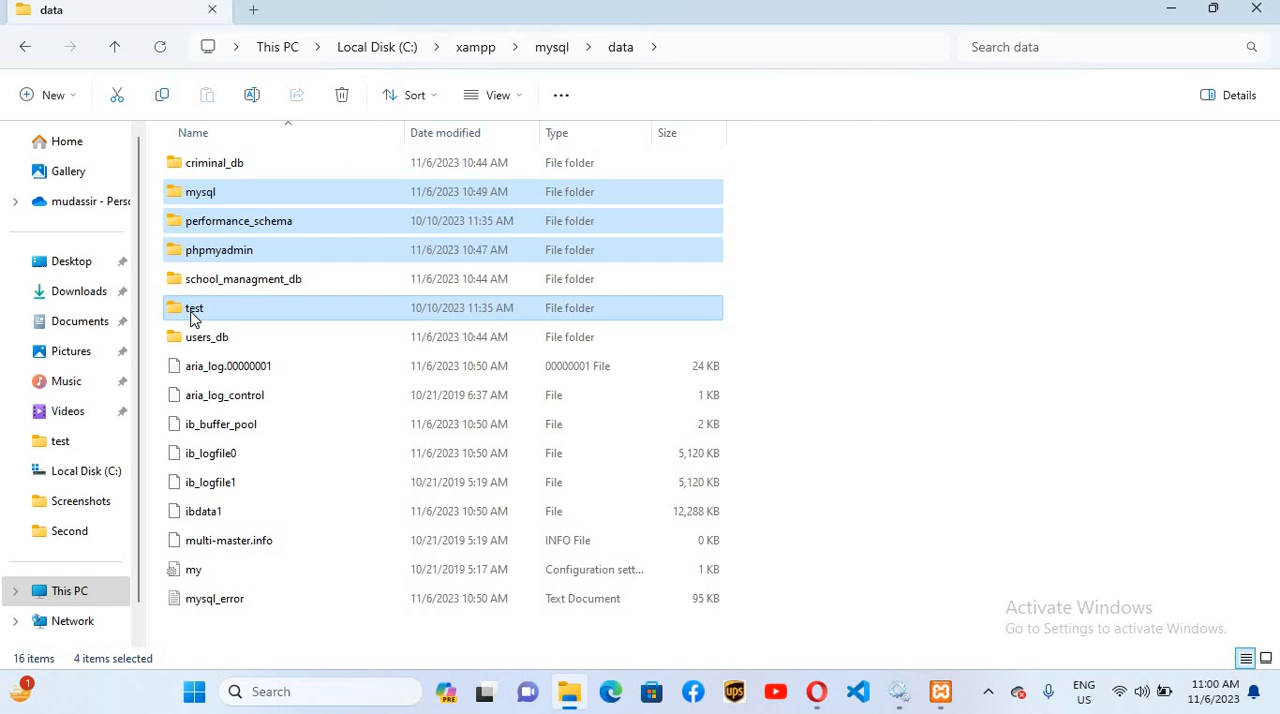 data
This PC
Local Disk (C:)
xampp
mysql
data
Search data
New
Sort
View
Details
Home
Gallery
mudassir - Persc
Desktop
Downloads
Documents
Pictures
Music
Videos
test
Local Disk (C:)
Screenshots
Second
This PC
Network
Name Date modified Type Size
criminal_db 11/6/2023 10:44 AM File folder
mysql 11/6/2023 10:49 AM File folder
performance_schema 10/10/2023 11:35 AM File folder
phpmyadmin 11/6/2023 10:47 AM File folder
school_managment_db 11/6/2023 10:44 AM File folder
test 10/10/2023 11:35 AM File folder
users_db 11/6/2023 10:44 AM File folder
aria_log.00000001 11/6/2023 10:50 AM 00000001 File 24 KB
aria_log_control 10/21/2019 6:37 AM File 1 KB
ib_buffer_pool 11/6/2023 10:50 AM File 2 KB
ib_logfile0 11/6/2023 10:50 AM File 5,120 KB
ib_logfile1 10/21/2019 5:19 AM File 5,120 KB
ibdata1 11/6/2023 10:50 AM File 12,288 KB
multi-master.info 10/21/2019 5:19 AM INFO File 0 KB
my 10/21/2019 5:17 AM Configuration sett... 1 KB
mysql_error 11/6/2023 10:50 AM Text Document 95 KB
Activate Windows
Go to Settings to activate Windows.
16 items 4 items selected
1
Search
PRE
ups
ENG
US
11:00 AM
11/6/2023